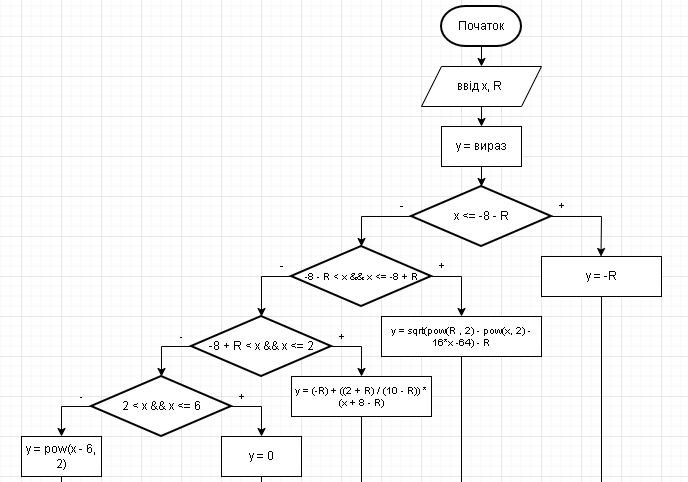 Початок
ввід x, R
y = вираз
x <= -8 - R
-
+
y = -R
-8 - R < x && x <= -8 + R
-
+
y = sqrt(pow(R , 2) - pow(x, 2) -
16*x -64) - R
-8 + R < x && x <= 2
-
+
y = (-R) + ((2 + R) / (10 - R)) *
(x + 8 - R)
2 < x && x <= 6
-
+
y = pow(x - 6,
2)
y = 0